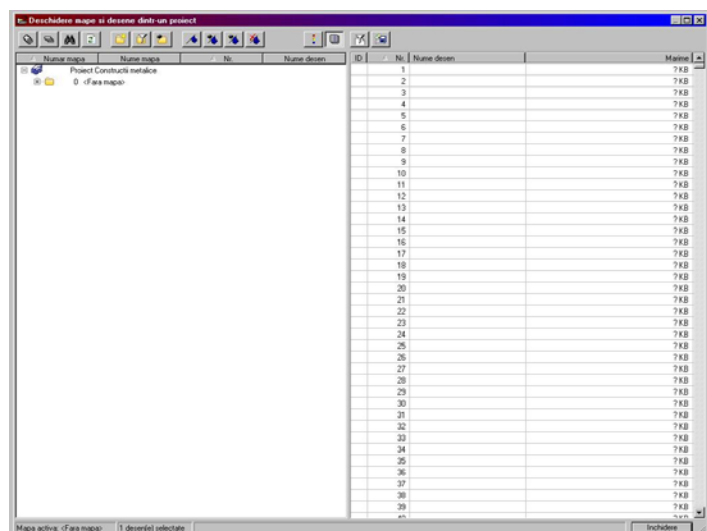 Deschidere mape si desene dintr-un proiect
Numar mapa Nume mapa Nr. Nume desen ID Nr. Nume desen Marime
Proiect Constructii metalice 1 ? KB
0 <Fara mapa> 2 ? KB
3 ? KB
4 ? KB
5 ? KB
6 ? KB
7 ? KB
8 ? KB
9 ? KB
10 ? KB
11 ? KB
12 ? KB
13 ? KB
14 ? KB
15 ? KB
16 ? KB
17 ? KB
18 ? KB
19 ? KB
20 ? KB
21 ? KB
22 ? KB
23 ? KB
24 ? KB
25 ? KB
26 ? KB
27 ? KB
28 ? KB
29 ? KB
30 ? KB
31 ? KB
32 ? KB
33 ? KB
34 ? KB
35 ? KB
36 ? KB
37 ? KB
38 ? KB
39 ? KB
Mapa activa: <Fara mapa> 1 desen(e) selectate Inchidere